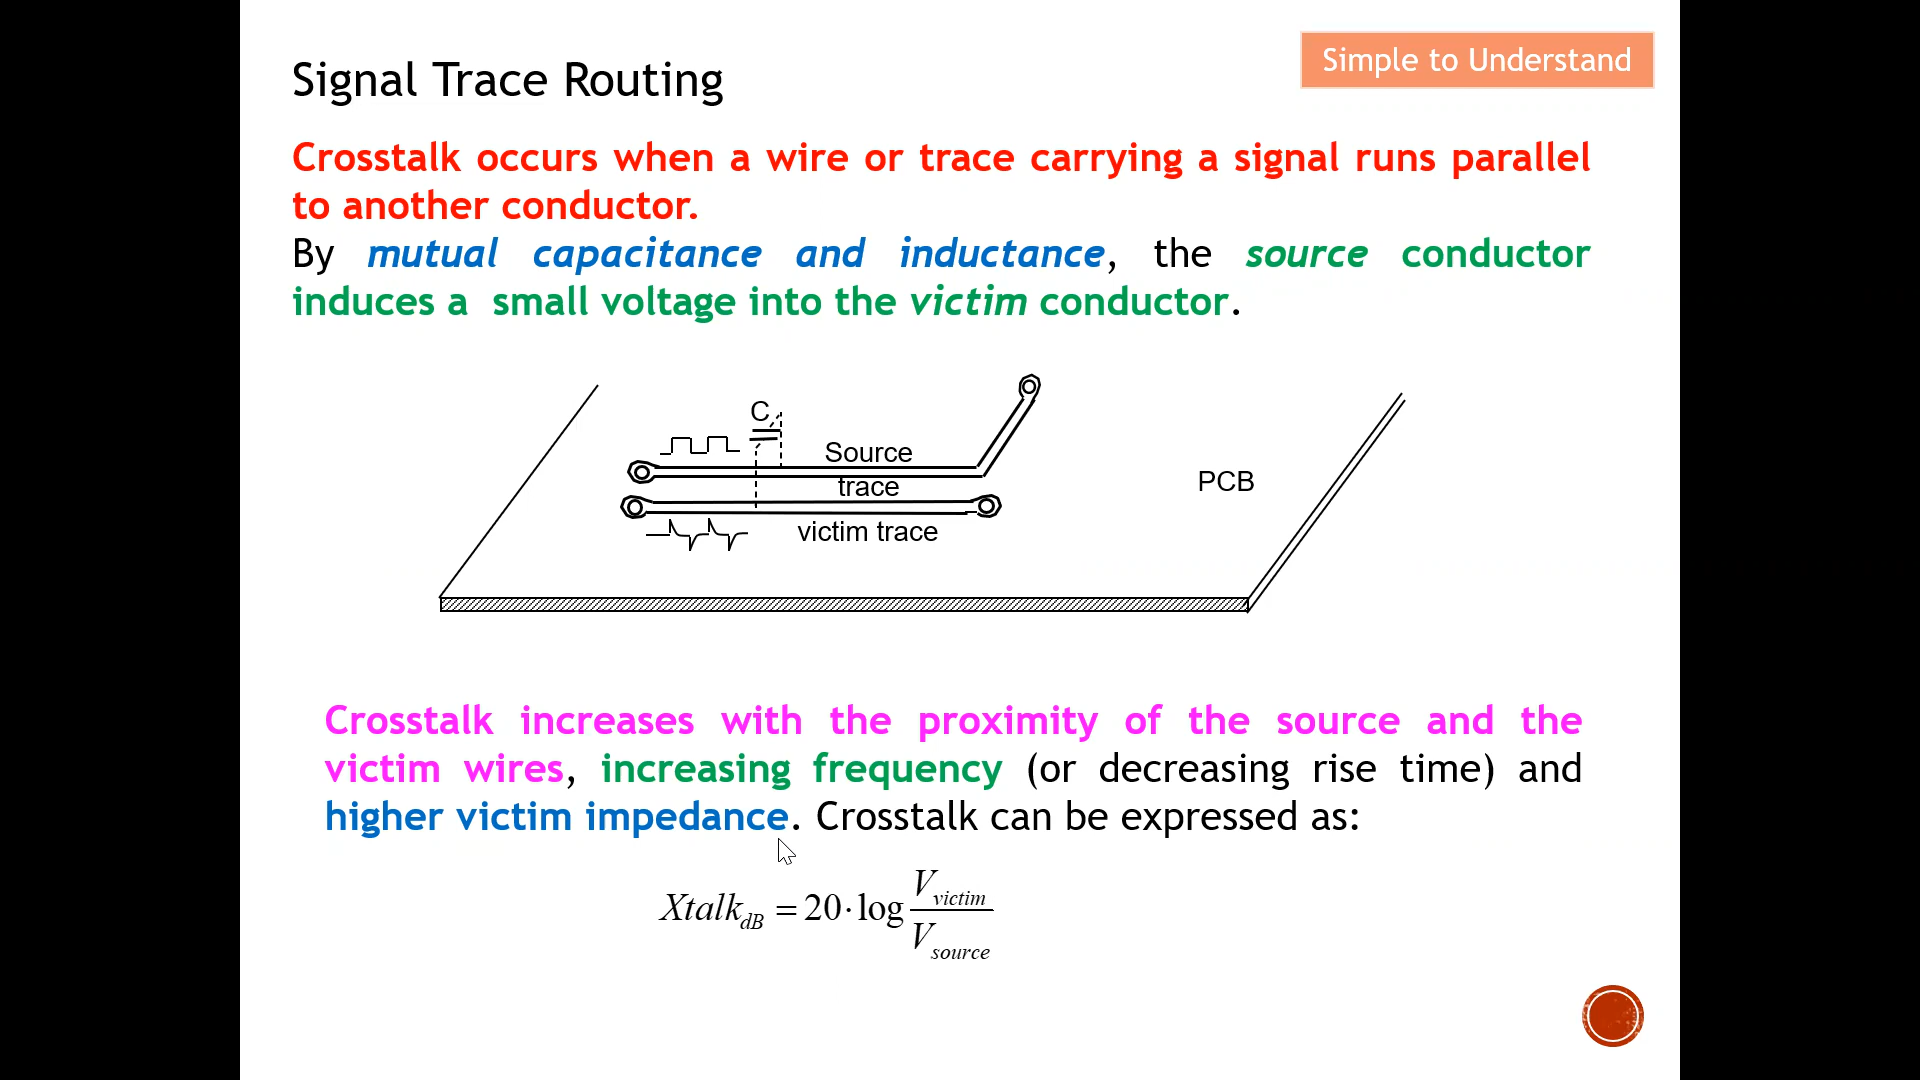 Simple to Understand
Signal Trace Routing
Crosstalk occurs when a wire or trace carrying a signal runs parallel
to another conductor.
By mutual capacitance and inductance, the source conductor
induces a small voltage into the victim conductor.
C
Source
trace
PCB
victim trace
Crosstalk increases with the proximity of the source and the
victim wires, increasing frequency (or decreasing rise time) and
higher victim impedance. Crosstalk can be expressed as:
Xtalk_dB = 20·log V_victim / V_source